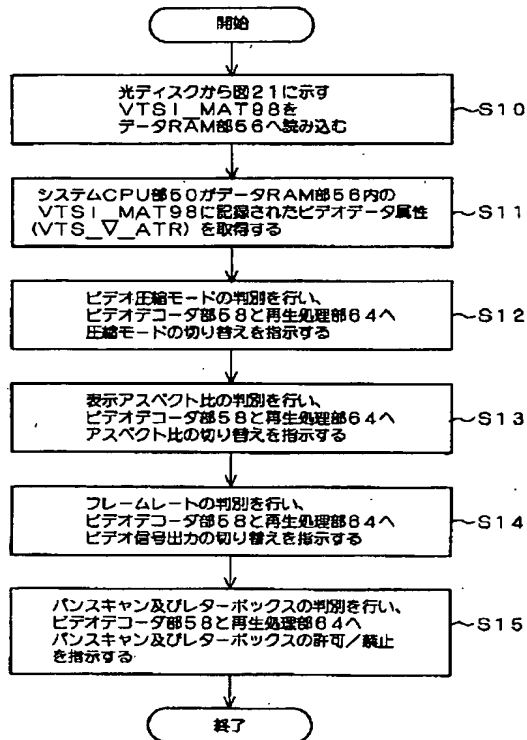 開始
光ディスクから図21に示す
VTSI_MAT98を
データRAM部56へ読み込む
S10
システムCPU部50がデータRAM部56内の
VTSI_MAT98に記録されたビデオデータ属性
(VTS_V_ATR)を取得する
S11
ビデオ圧縮モードの判別を行い、
ビデオデコーダ部58と再生処理部64へ
圧縮モードの切り替えを指示する
S12
表示アスペクト比の判別を行い、
ビデオデコーダ部58と再生処理部64へ
アスペクト比の切り替えを指示する
S13
フレームレートの判別を行い、
ビデオデコーダ部58と再生処理部64へ
ビデオ信号出力の切り替えを指示する
S14
パンスキャン及びレターボックスの判別を行い、
ビデオデコーダ部58と再生処理部64へ
パンスキャン及びレターボックスの許可/禁止
を指示する
S15
終了